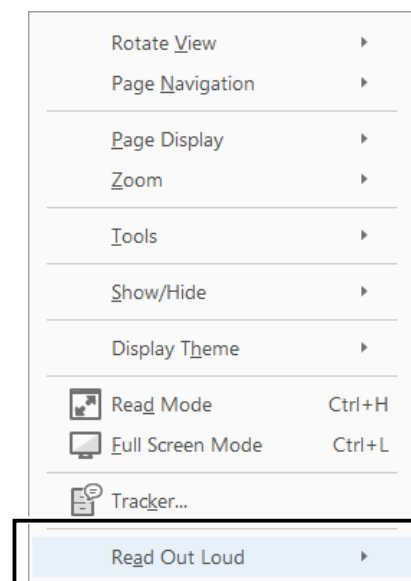 Rotate View
Page Navigation
Page Display
Zoom
Tools
Show/Hide
Display Theme
Read Mode Ctrl+H
Full Screen Mode Ctrl+L
Tracker...
Read Out Loud